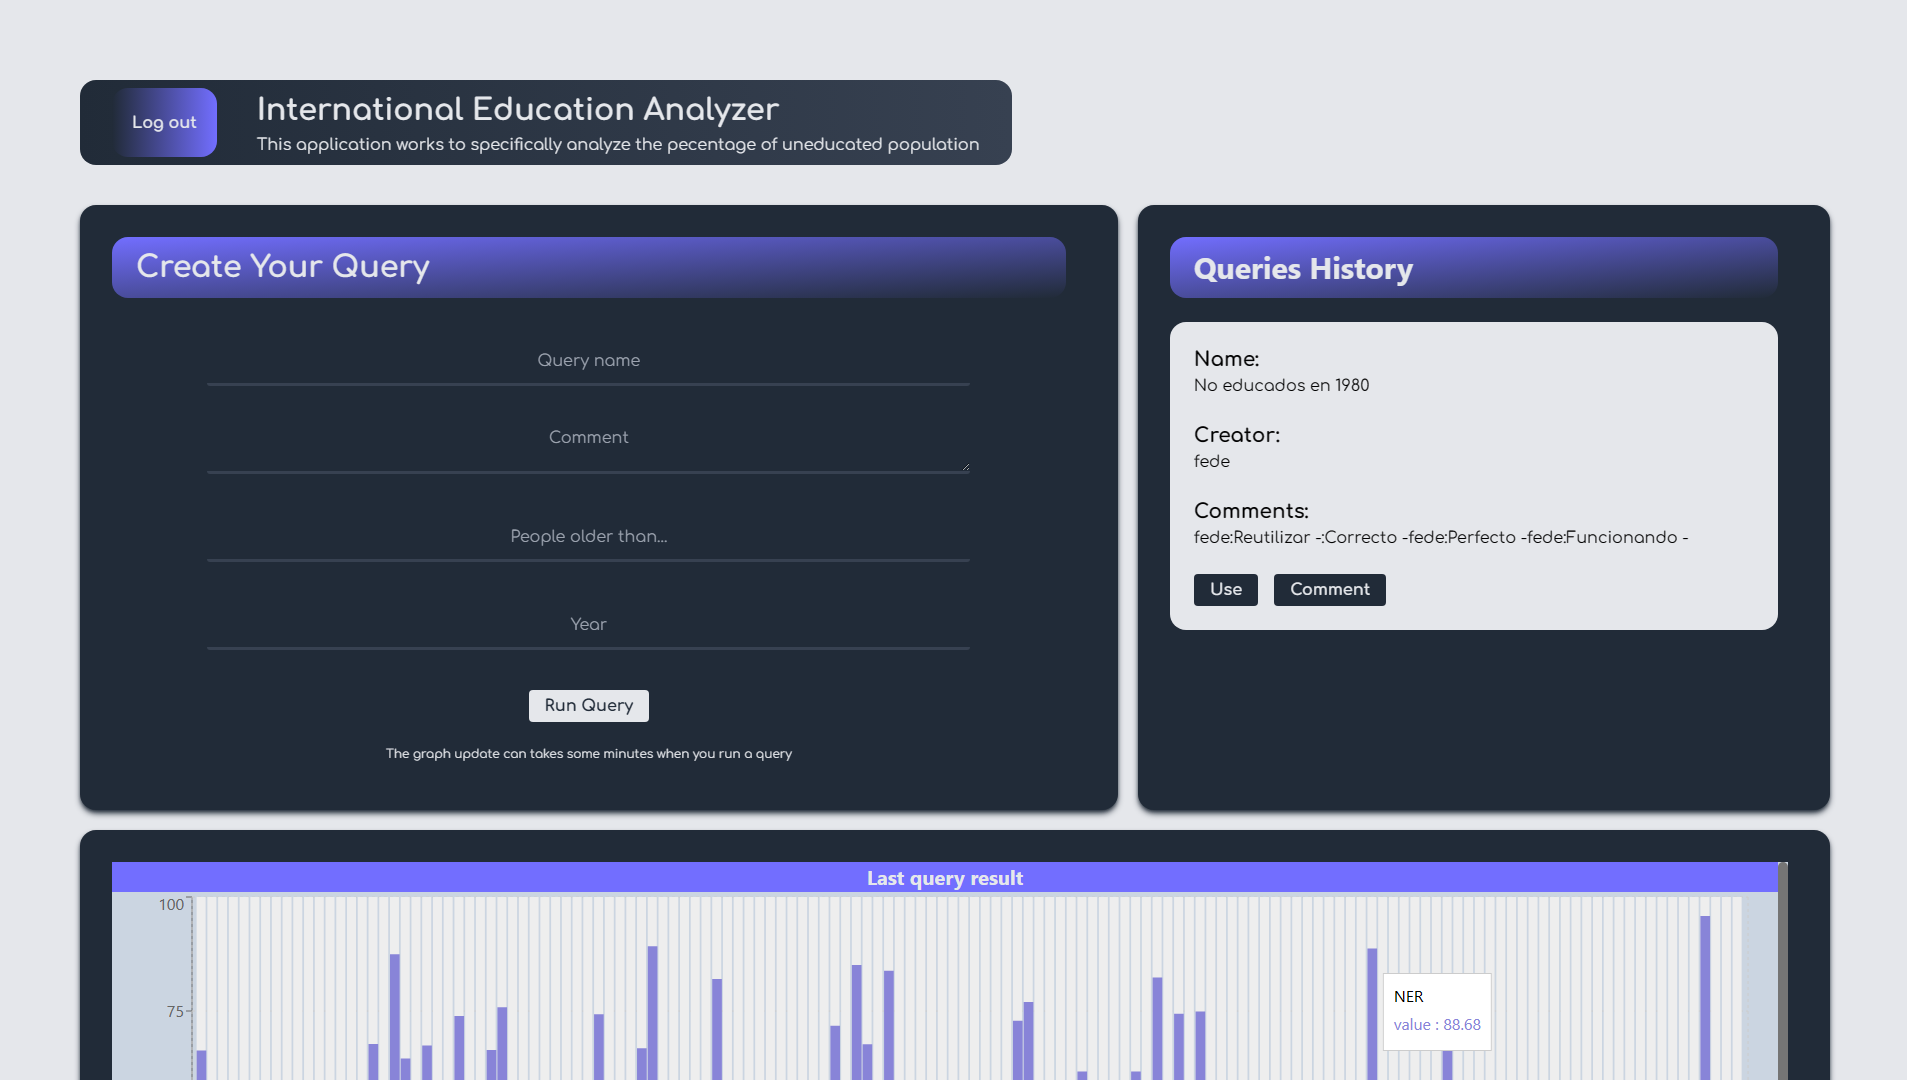 Log out
International Education Analyzer
This application works to specifically analyze the pecentage of uneducated population
Create Your Query
Query name
Comment
People older than...
Year
Run Query
The graph update can takes some minutes when you run a query
Queries History
Name:
No educados en 1980
Creator:
fede
Comments:
fede:Reutilizar -:Correcto -fede:Perfecto -fede:Funcionando -
Use
Comment
Last query result
100
75
NER
value : 88.68